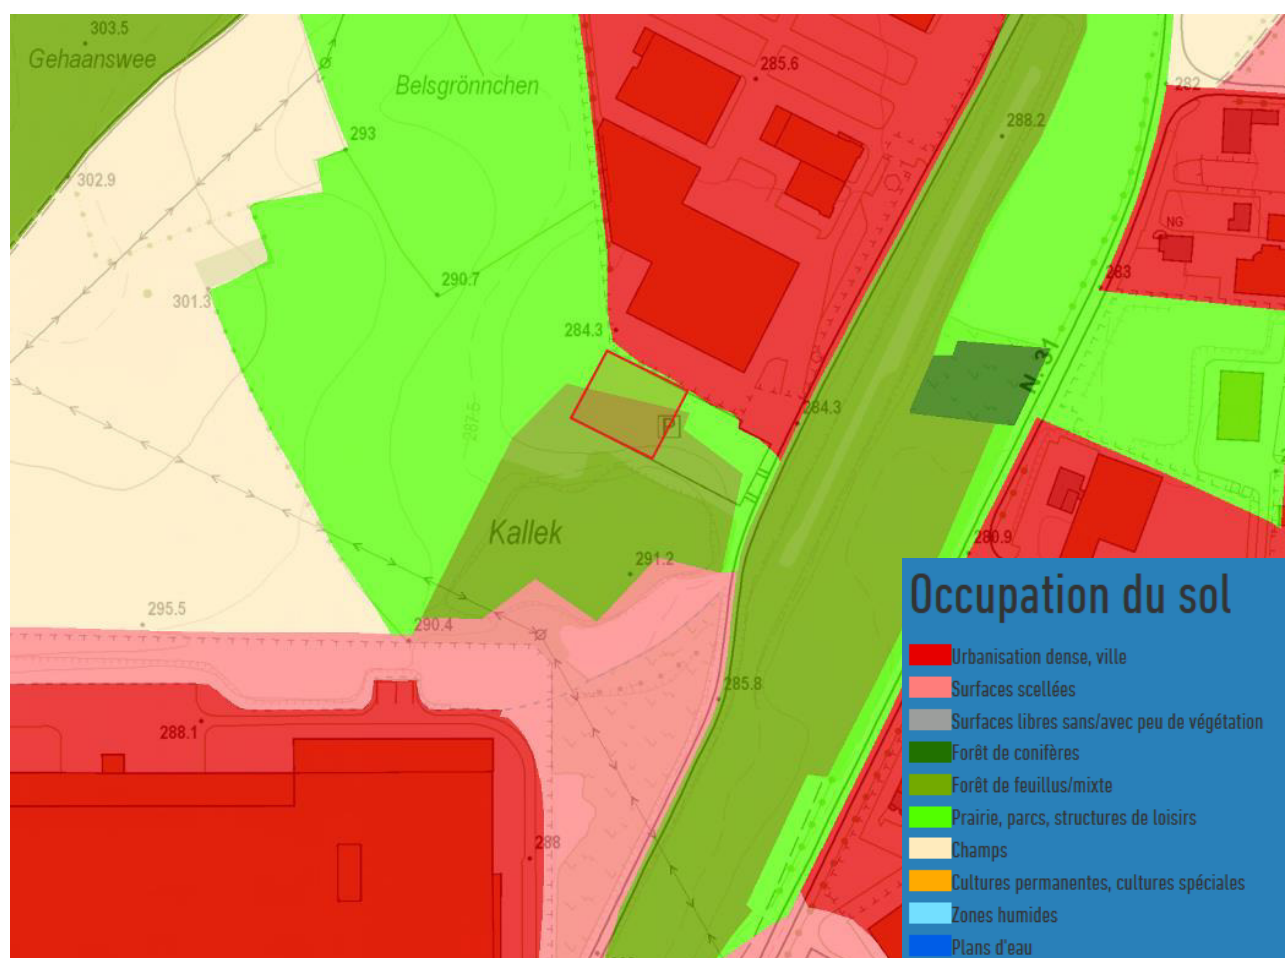 303.5
Gehaanswee
Belsgrönnchen
285.6
282
288.2
293
302.9
NG
283
290.7
301.3
284.3
N. 31
284.3
287.5
P
Kallek
280.9
291.2
295.5
290.4
285.8
288.1
288
Occupation du sol
Urbanisation dense, ville
Surfaces scellées
Surfaces libres sans/avec peu de végétation
Forêt de conifères
Forêt de feuillus/mixte
Prairie, parcs, structures de loisirs
Champs
Cultures permanentes, cultures spéciales
Zones humides
Plans d'eau